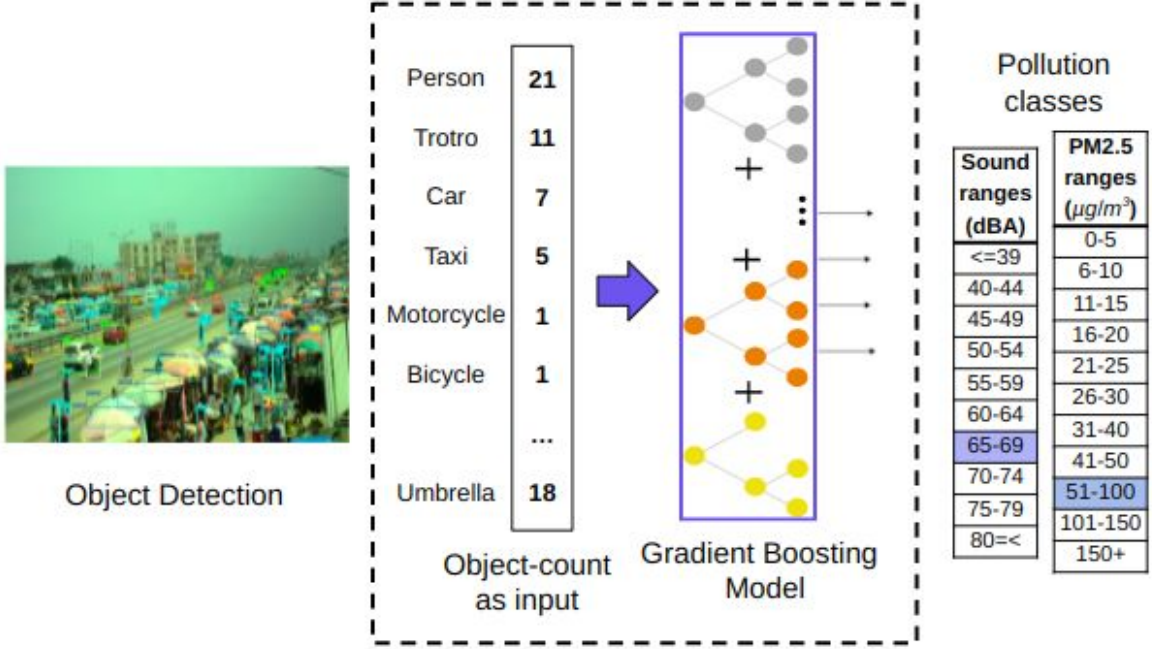 Object Detection
Person 21
Trotro 11
Car 7
Taxi 5
Motorcycle 1
Bicycle 1
...
Umbrella 18
Object-count
as input
+
+
+
Gradient Boosting
Model
Pollution
classes
Sound
ranges
(dBA)
<=39
40-44
45-49
50-54
55-59
60-64
65-69
70-74
75-79
80=<
PM2.5
ranges
(µg/m³)
0-5
6-10
11-15
16-20
21-25
26-30
31-40
41-50
51-100
101-150
150+